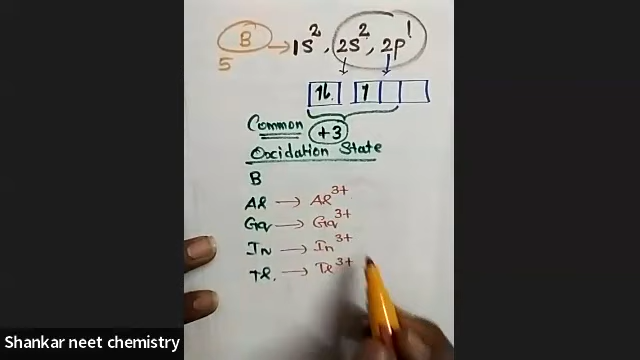 B → 1S², 2S², 2P¹
5
1L 1
Common +3
Oxidation State
B
Al → Al³⁺
Ga → Ga³⁺
In → In³⁺
Tl. → Tl³⁺
Shankar neet chemistry